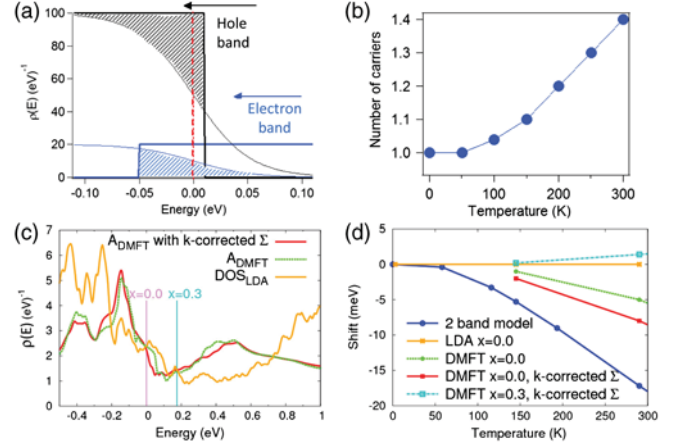 (a)
Hole
band
Electron
band
ρ(E) (eV)⁻¹
100
80
60
40
20
0
-0.10
-0.05
0.00
0.05
0.10
Energy (eV)
(b)
Number of carriers
1.4
1.3
1.2
1.1
1.0
0
50
100
150
200
250
300
Temperature (K)
(c)
A_DMFT with k-corrected Σ
A_DMFT
DOS_LDA
x=0.0
x=0.3
ρ(E) (eV)⁻¹
7
6
5
4
3
2
1
0
-0.4
-0.2
0
0.2
0.4
0.6
0.8
1
Energy (eV)
(d)
Shift (meV)
5
0
-5
-10
-15
-20
2 band model
LDA x=0.0
DMFT x=0.0
DMFT x=0.0, k-corrected Σ
DMFT x=0.3, k-corrected Σ
0
50
100
150
200
250
300
Temperature (K)